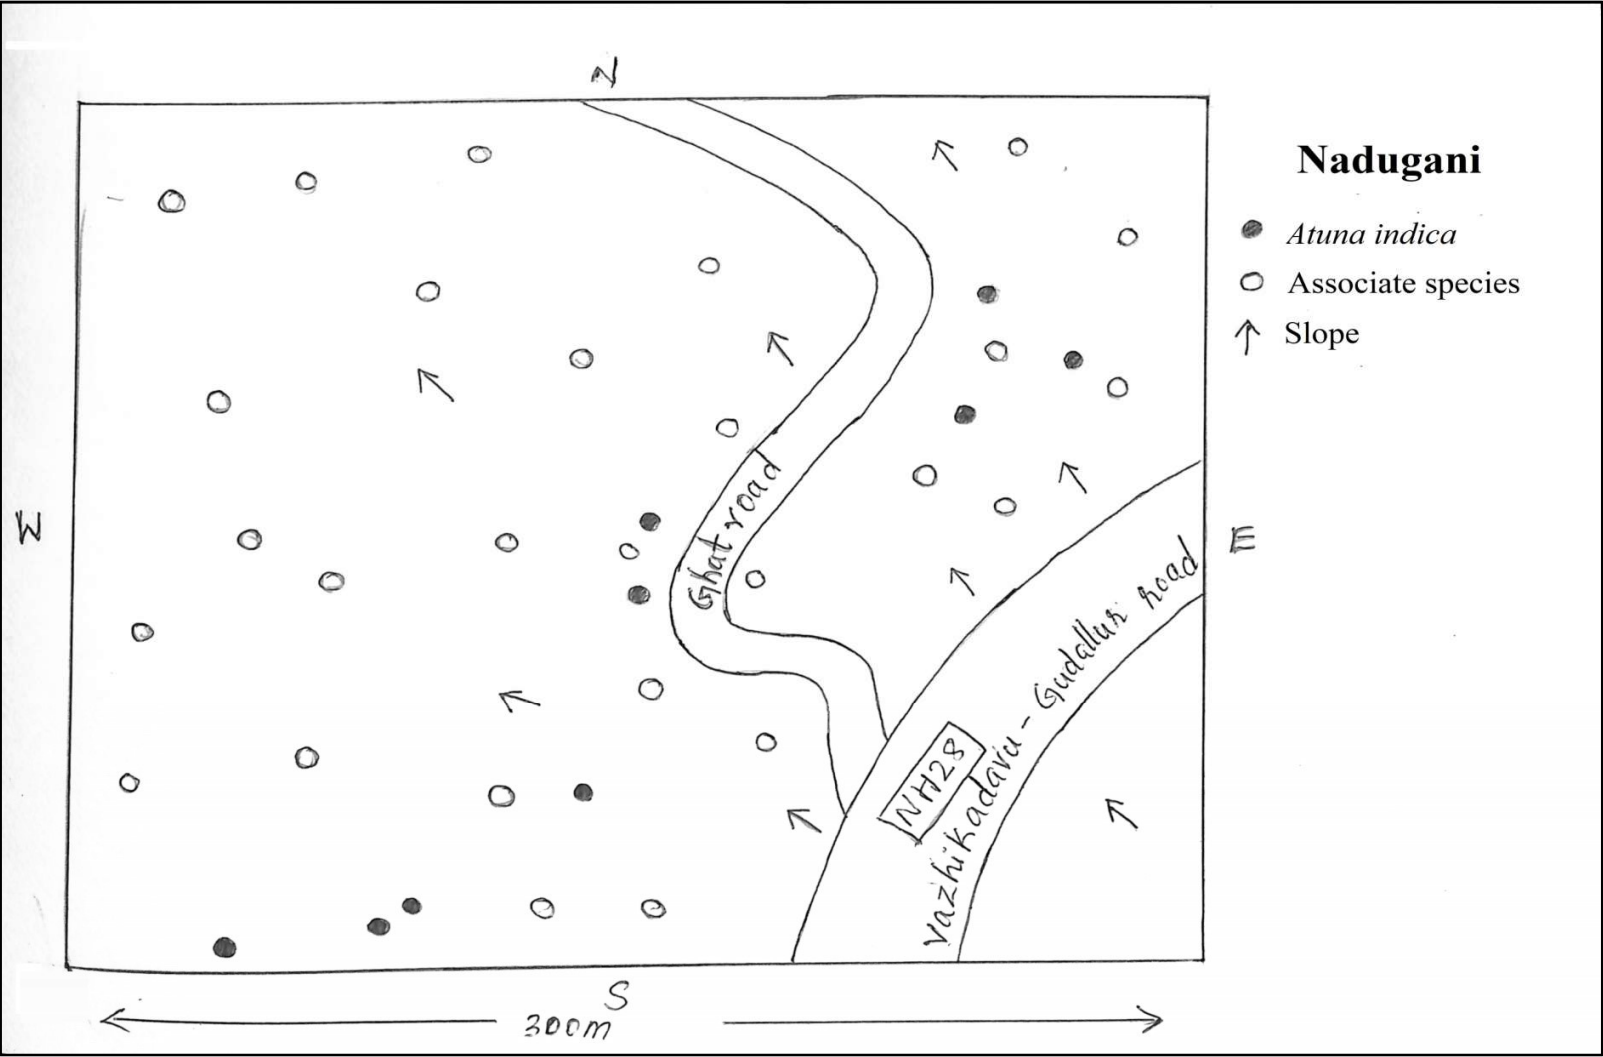 N
Nadugani
Atuna indica
Associate species
Slope
W
E
Ghat road
NH28
Vazhikadavu - Gudallur road
S
300m